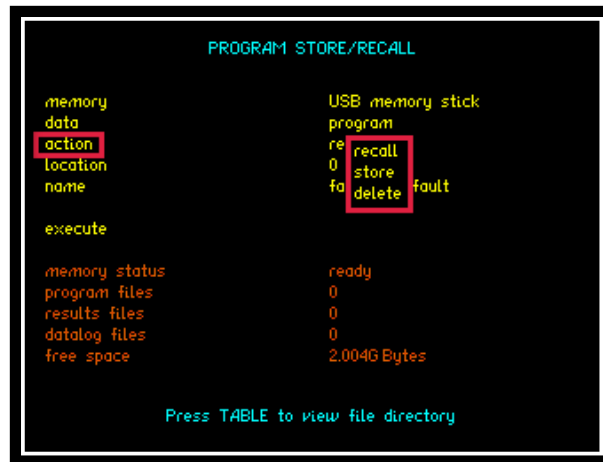 PROGRAM STORE/RECALL
memory USB memory stick
data program
action re recall
location 0 store
name fa delete fault
execute
memory status ready
program files 0
results files 0
datalog files 0
free space 2.004G Bytes
Press TABLE to view file directory